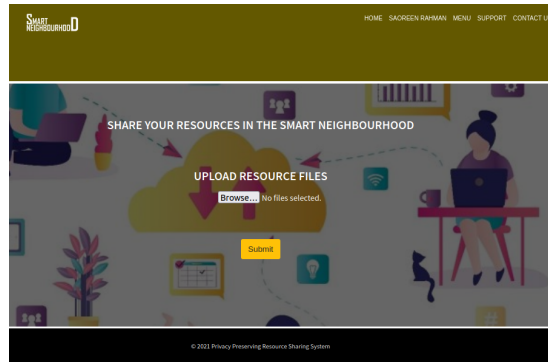 SMART
NEIGHBOURHOOD
HOME SAOREEN RAHMAN MENU SUPPORT CONTACT U
SHARE YOUR RESOURCES IN THE SMART NEIGHBOURHOOD
UPLOAD RESOURCE FILES
Browse... No files selected.
Submit
#
© 2021 Privacy Preserving Resource Sharing System